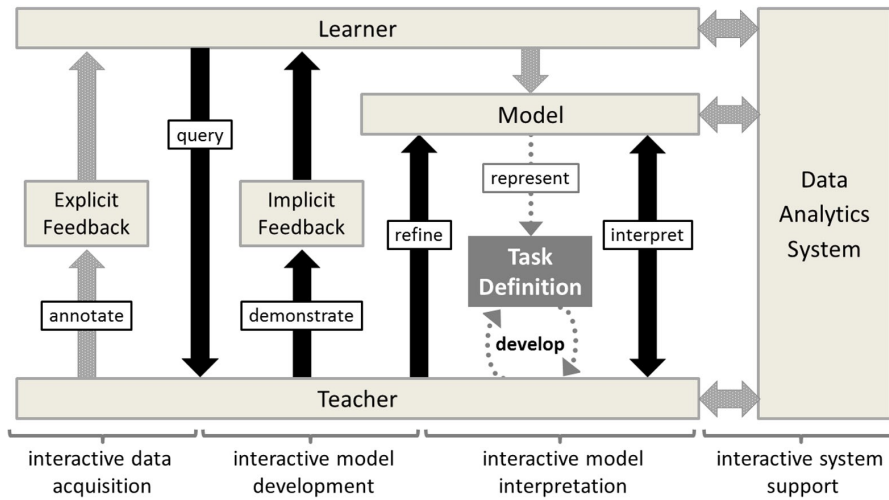 Learner
query
Model
represent
Explicit
Feedback
Implicit
Feedback
refine
Task
Definition
interpret
Data
Analytics
System
annotate
demonstrate
develop
Teacher
interactive data
acquisition
interactive model
development
interactive model
interpretation
interactive system
support